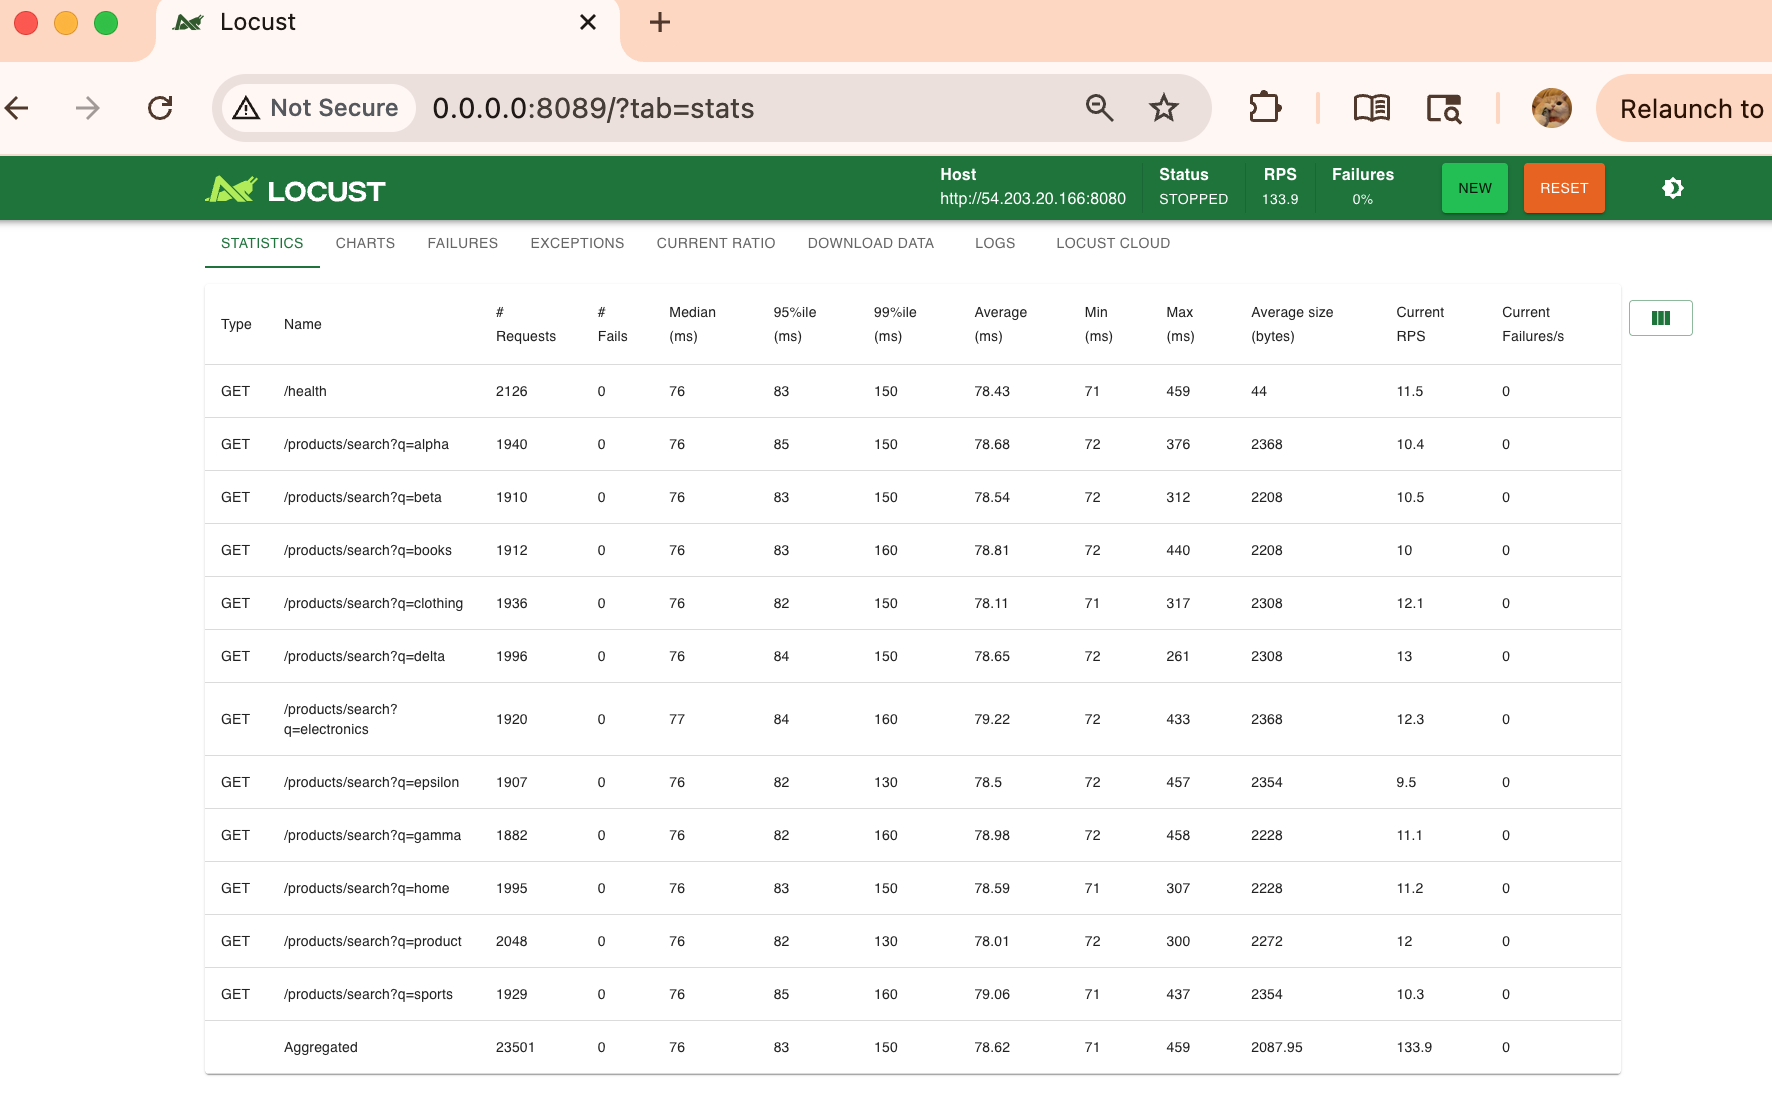 Locust
Not Secure 0.0.0.0:8089/?tab=stats Relaunch to
LOCUST
Host Status RPS Failures
http://54.203.20.166:8080 STOPPED 133.9 0% NEW RESET
STATISTICS CHARTS FAILURES EXCEPTIONS CURRENT RATIO DOWNLOAD DATA LOGS LOCUST CLOUD
Type Name # Requests # Fails Median (ms) 95%ile (ms) 99%ile (ms) Average (ms) Min (ms) Max (ms) Average size (bytes) Current RPS Current Failures/s
GET /health 2126 0 76 83 150 78.43 71 459 44 11.5 0
GET /products/search?q=alpha 1940 0 76 85 150 78.68 72 376 2368 10.4 0
GET /products/search?q=beta 1910 0 76 83 150 78.54 72 312 2208 10.5 0
GET /products/search?q=books 1912 0 76 83 160 78.81 72 440 2208 10 0
GET /products/search?q=clothing 1936 0 76 82 150 78.11 71 317 2308 12.1 0
GET /products/search?q=delta 1996 0 76 84 150 78.65 72 261 2308 13 0
GET /products/search?q=electronics 1920 0 77 84 160 79.22 72 433 2368 12.3 0
GET /products/search?q=epsilon 1907 0 76 82 130 78.5 72 457 2354 9.5 0
GET /products/search?q=gamma 1882 0 76 82 160 78.98 72 458 2228 11.1 0
GET /products/search?q=home 1995 0 76 83 150 78.59 71 307 2228 11.2 0
GET /products/search?q=product 2048 0 76 82 130 78.01 72 300 2272 12 0
GET /products/search?q=sports 1929 0 76 85 160 79.06 71 437 2354 10.3 0
Aggregated 23501 0 76 83 150 78.62 71 459 2087.95 133.9 0